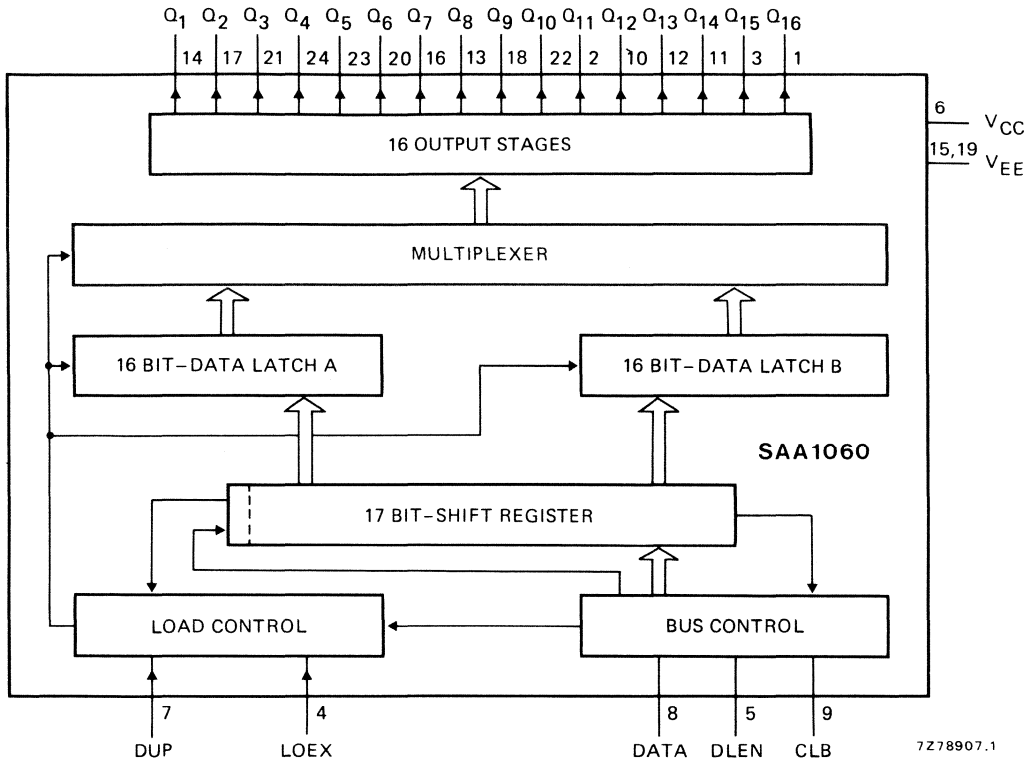 Q1 Q2 Q3 Q4 Q5 Q6 Q7 Q8 Q9 Q10 Q11 Q12 Q13 Q14 Q15 Q16
14 17 21 24 23 20 16 13 18 22 2 10 12 11 3 1
6 VCC
16 OUTPUT STAGES
15,19 VEE
MULTIPLEXER
16 BIT–DATA LATCH A
16 BIT–DATA LATCH B
SAA1060
17 BIT–SHIFT REGISTER
LOAD CONTROL
BUS CONTROL
7 4 8 5 9
DUP LOEX DATA DLEN CLB
7Z78907.1